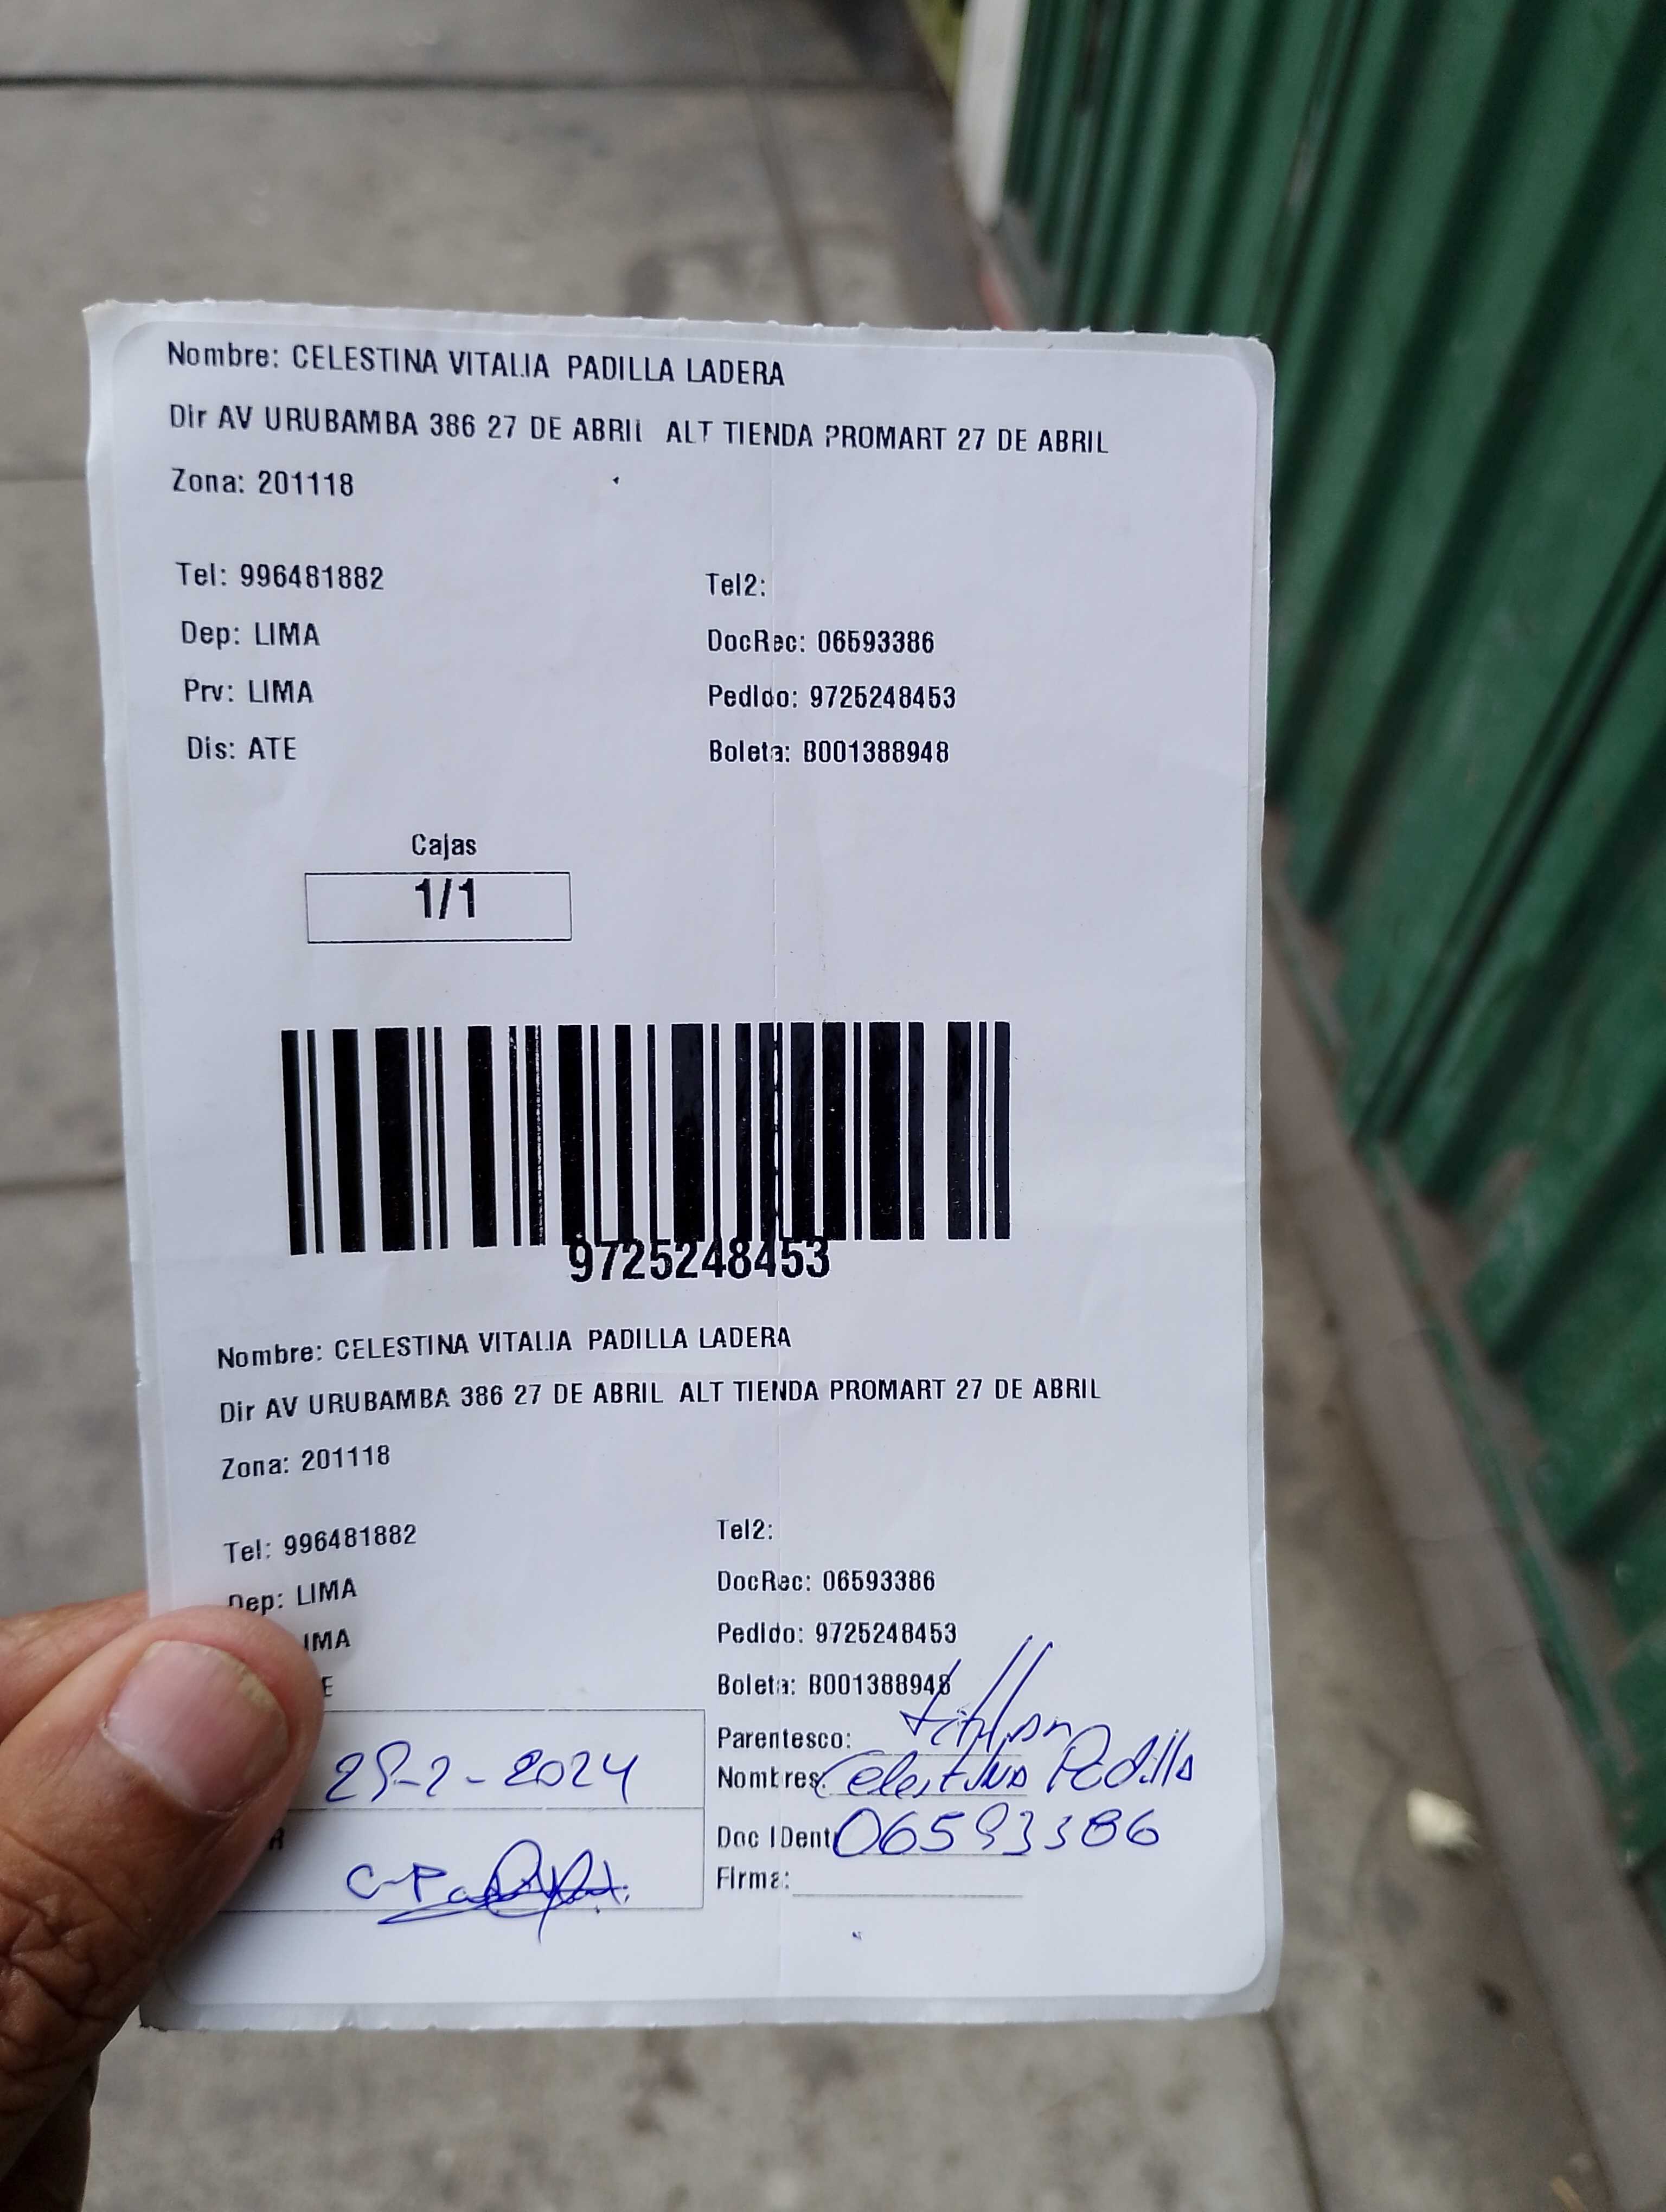 Nombre: CELESTINA VITALIA PADILLA LADERA
Dir AV URUBAMBA 386 27 DE ABRIL ALT TIENDA PROMART 27 DE ABRIL
Zona: 201118
Tel: 996481882
Tel2:
Dep: LIMA
DocRec: 06593386
Prv: LIMA
Pedido: 9725248453
Dis: ATE
Boleta: B001388948
Cajas
1/1
9725248453
Nombre: CELESTINA VITALIA PADILLA LADERA
Dir AV URUBAMBA 386 27 DE ABRIL ALT TIENDA PROMART 27 DE ABRIL
Zona: 201118
Tel: 996481882
Tel2:
Dep: LIMA
DocRec: 06593386
IMA
Pedido: 9725248453
E
Boleta: B001388948
Parentesco:
Nombres: Celestina Padilla
Doc IDent 06593386
Firma:
R